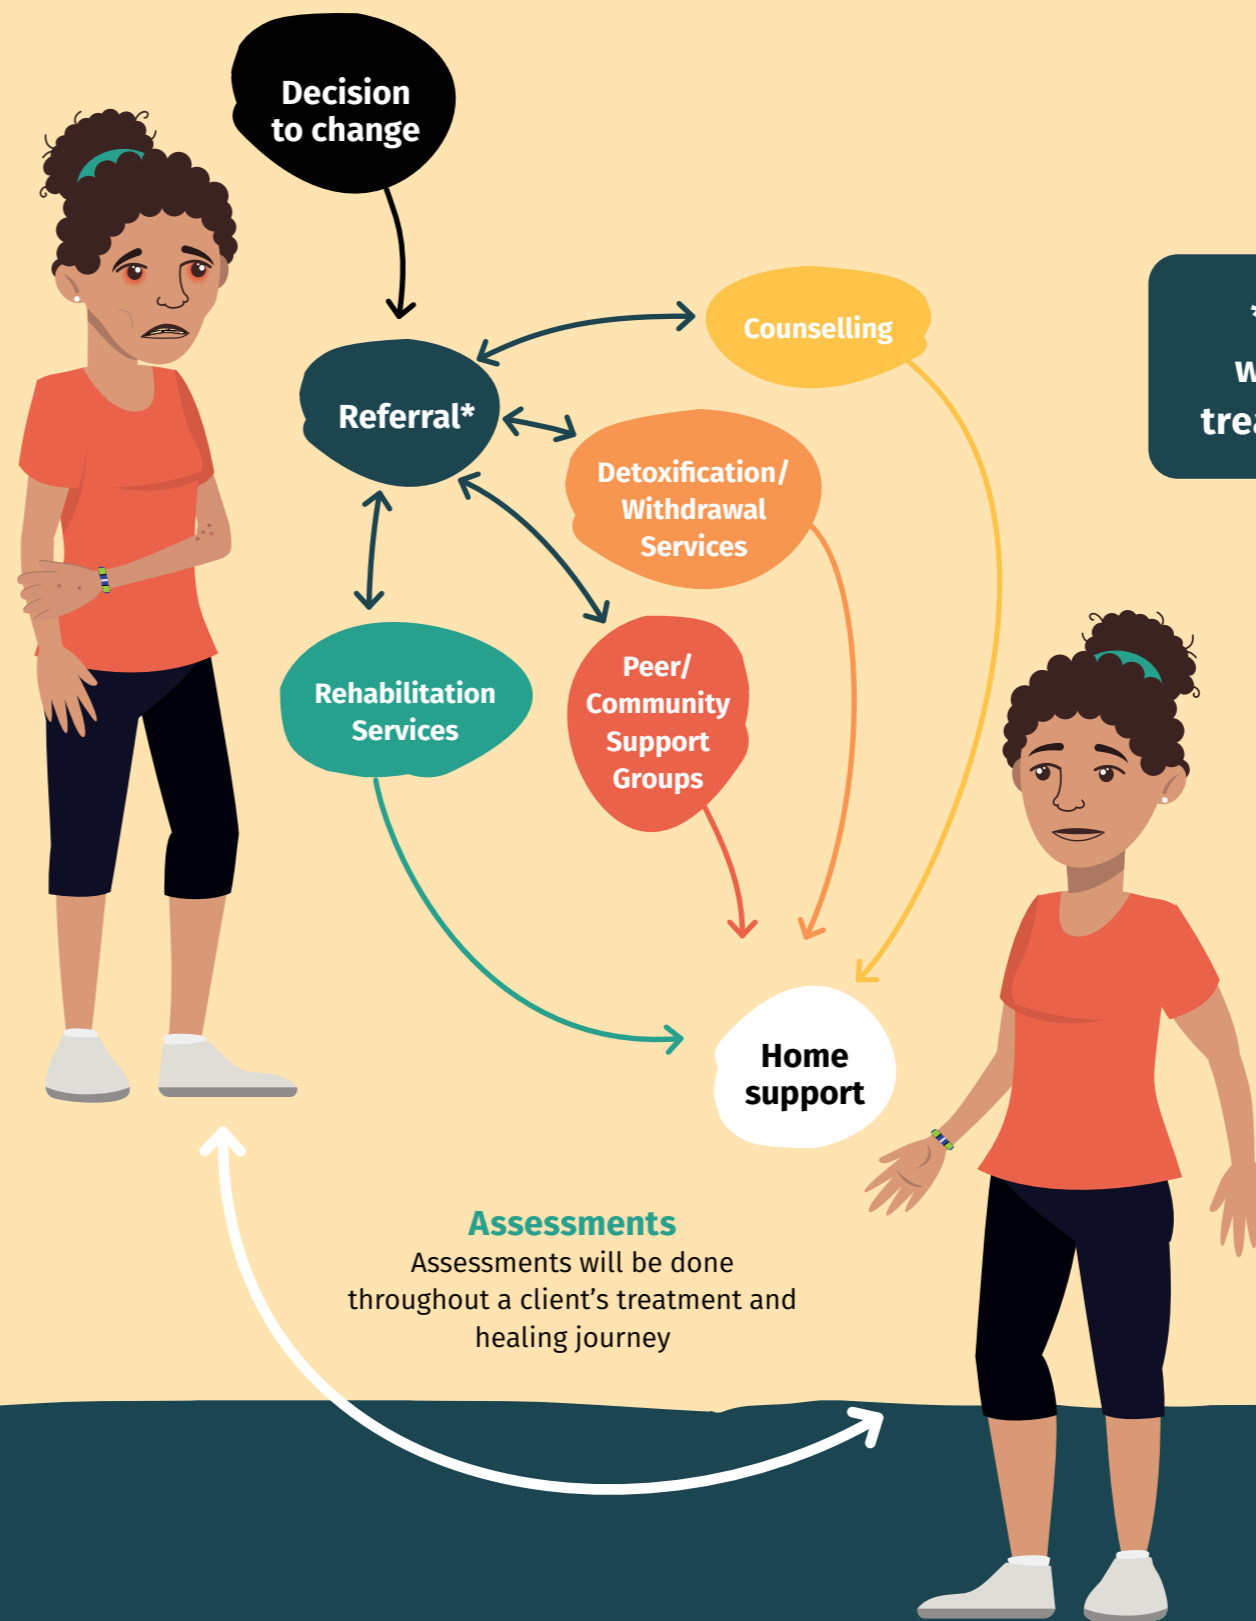 Decision
to change
Counselling
Referral*
Detoxification/
Withdrawal
Services
Peer/
Community
Support
Groups
Rehabilitation
Services
Home
support
Assessments
Assessments will be done
throughout a client's treatment and
healing journey